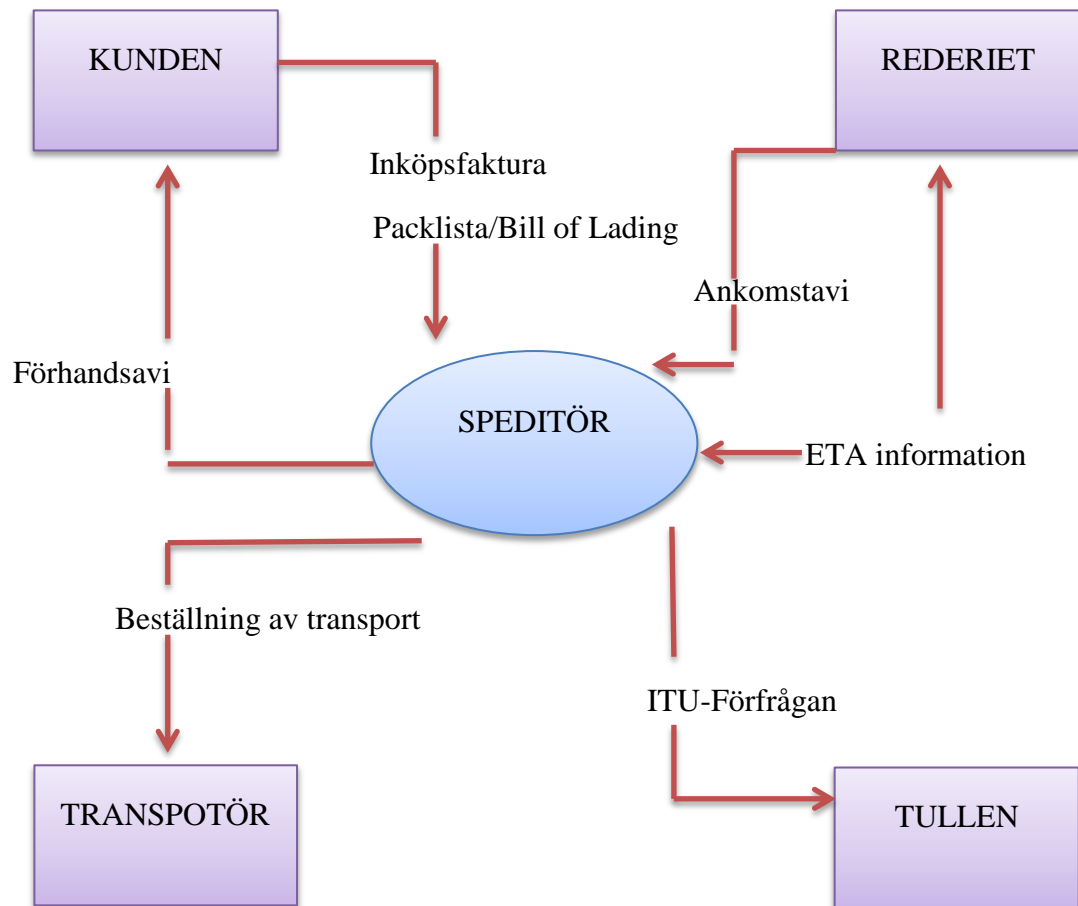 KUNDEN
REDERIET
Inköpsfaktura
Packlista/Bill of Lading
Ankomstavi
Förhandsavi
SPEDITÖR
ETA information
Beställning av transport
ITU-Förfrågan
TRANSPOTÖR
TULLEN